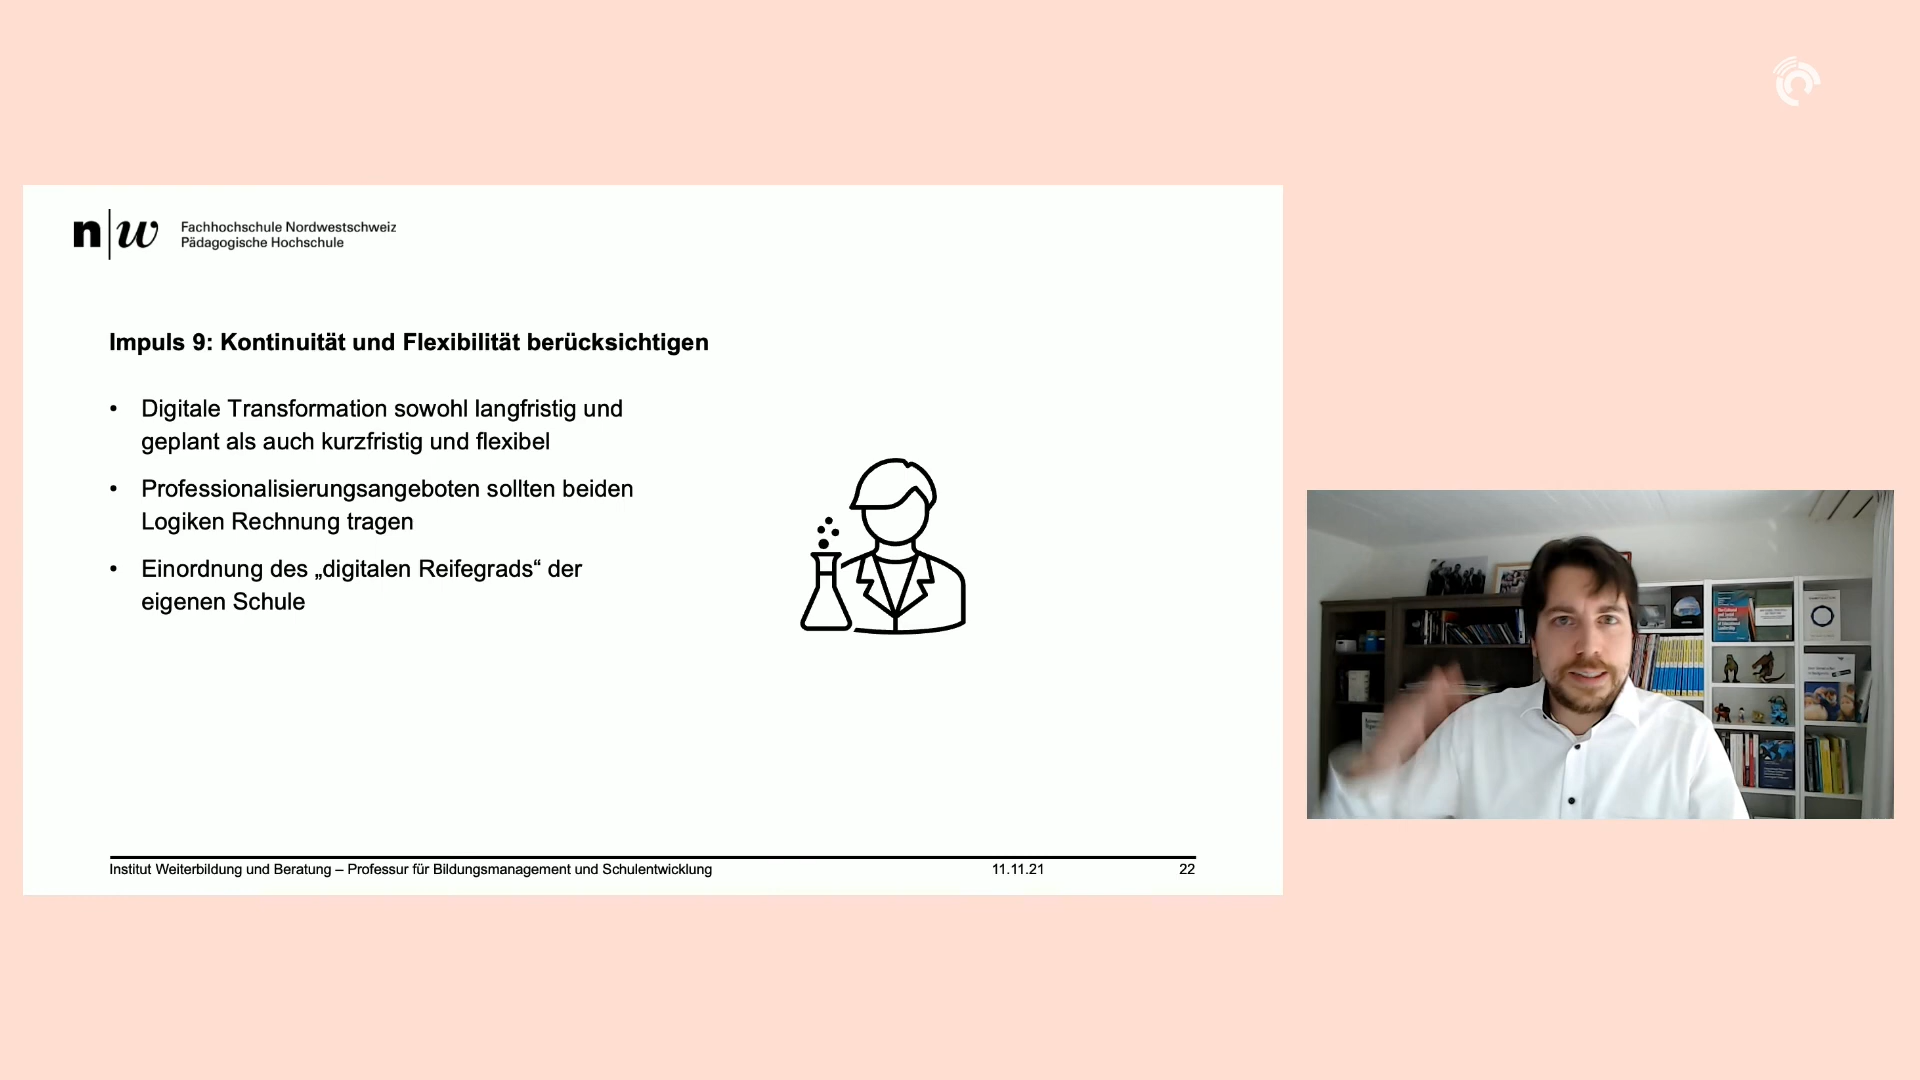 n|w
Fachhochschule Nordwestschweiz
Pädagogische Hochschule
Impuls 9: Kontinuität und Flexibilität berücksichtigen
• Digitale Transformation sowohl langfristig und
geplant als auch kurzfristig und flexibel
• Professionalisierungsangeboten sollten beiden
Logiken Rechnung tragen
• Einordnung des „digitalen Reifegrads“ der
eigenen Schule
Institut Weiterbildung und Beratung – Professur für Bildungsmanagement und Schulentwicklung
11.11.21
22